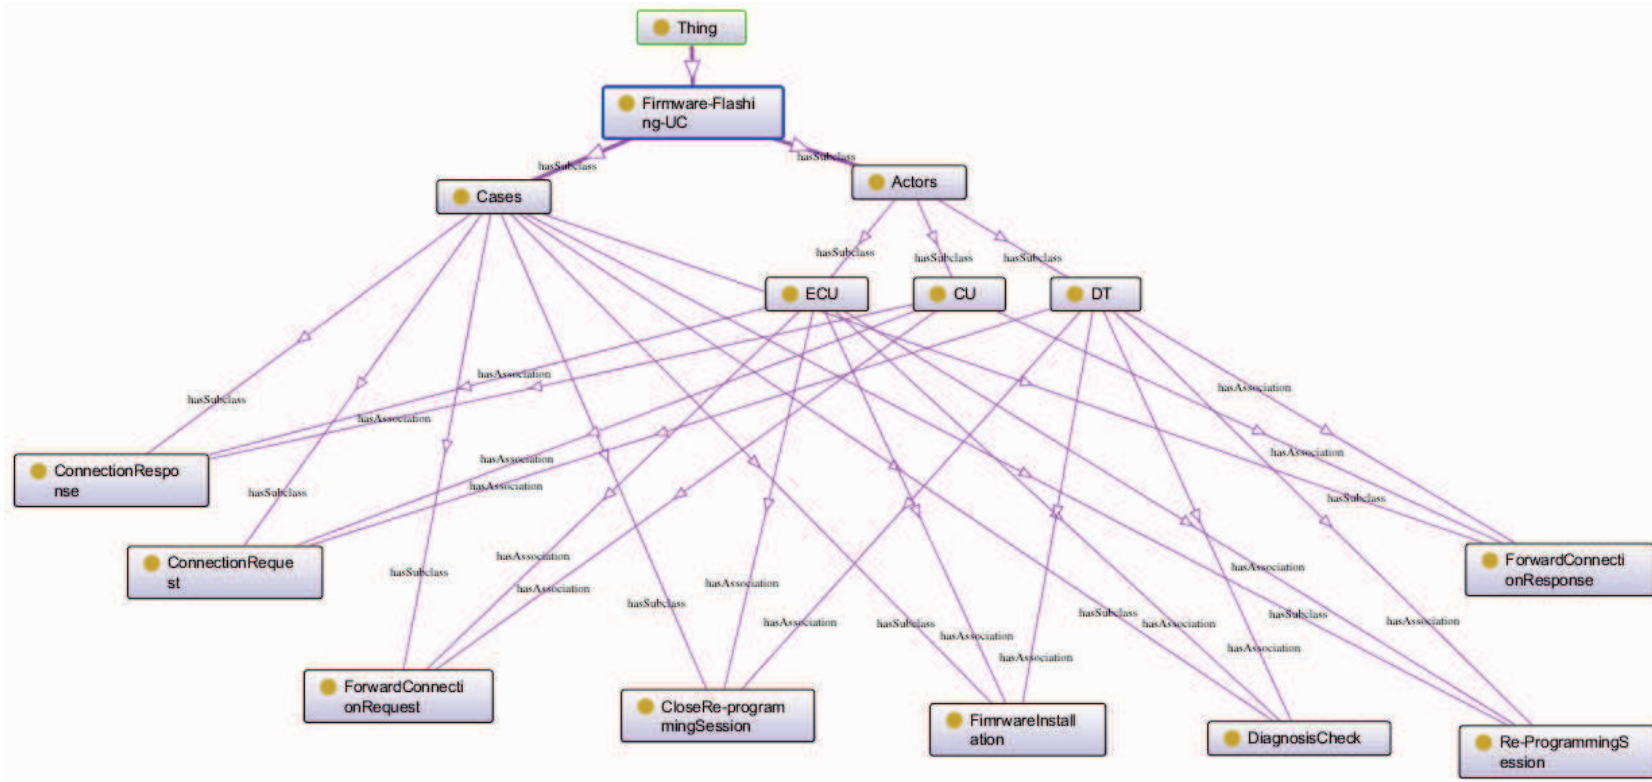 Thing
Firmware-Flashi
ng-UC
hasSubclass
hasSubclass
Cases
Actors
hasSubclass
hasSubclass
hasSubclass
ECU
CU
DT
hasAssociation
hasAssociation
hasSubclass
hasAssociation
hasAssociation
hasAssociation
ConnectionRespo
nse
hasAssociation
hasSubclass
hasSubclass
ConnectionReque
st
hasAssociation
hasSubclass
hasAssociation
hasAssociation
hasAssociation
ForwardConnecti
onResponse
hasSubclass
hasAssociation
hasSubclass
hasAssociation
hasSubclass
hasAssociation
hasSubclass
hasAssociation
hasAssociation
ForwardConnecti
onRequest
CloseRe-program
mingSession
FimrwareInstall
ation
DiagnosisCheck
Re-ProgrammingS
ession